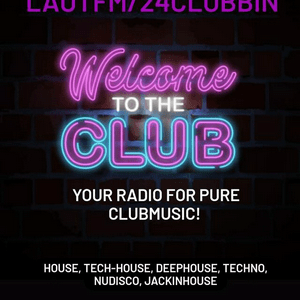 LAUTFM/24CLUBBIN
Welcome
TO THE
CLUB
YOUR RADIO FOR PURE
CLUBMUSIC!
HOUSE, TECH-HOUSE, DEEPHOUSE, TECHNO,
NUDISCO, JACKINHOUSE